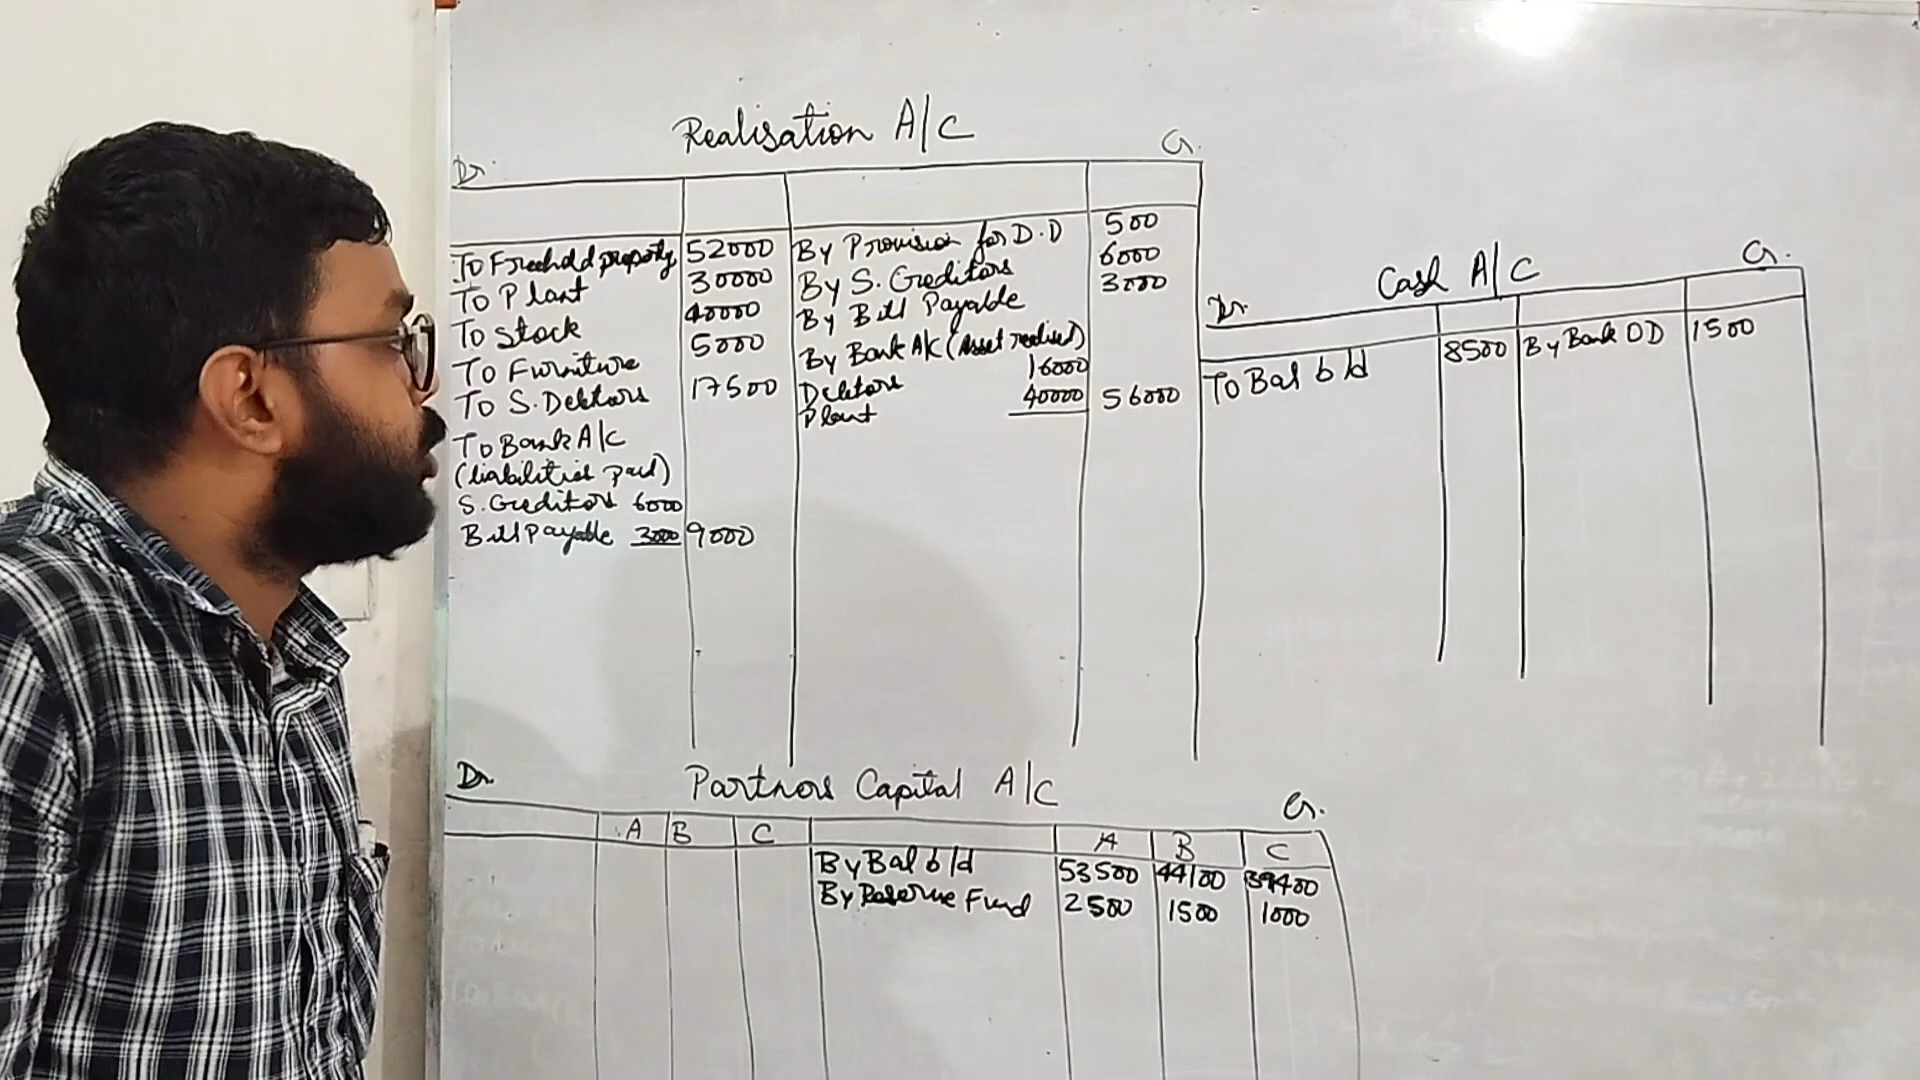 Realisation A/C
Dr. Cr.
To Freehold property 52000 By Provision for D.D 500
To Plant 30000 By S. Creditors 6000
To Stock 40000 By Bill Payable 3000
To Furniture 5000 By Bank A/c (Asset realised)
To S. Debtors 17500 Debtors 16000
Plant 40000 56000
To Bank A/C
(liabilities paid)
S. Creditors 6000
Bill Payable 3000 9000
Cash A/C
Dr. Cr.
To Bal b/d 8500 By Bank OD 1500
Partners Capital A/C
Dr. Cr.
A B C A B C
By Bal b/d 53500 44100 39400
By Reserve Fund 2500 1500 1000